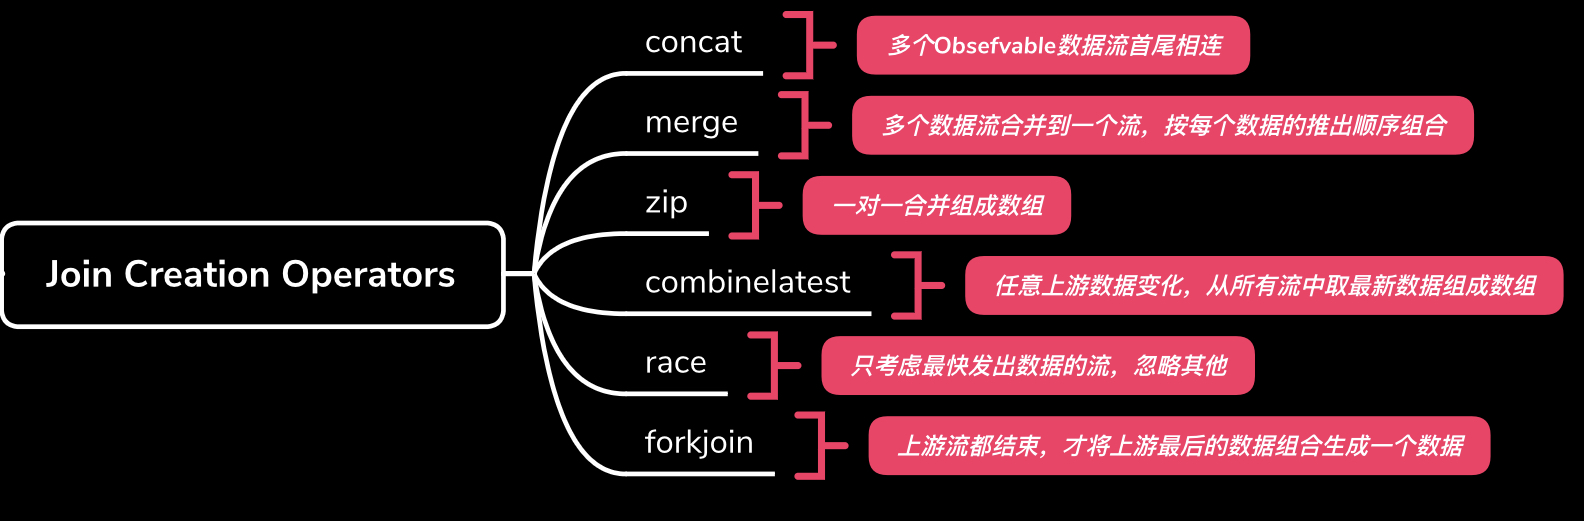 Join Creation Operators
concat
多个Obsefvable数据流首尾相连
merge
多个数据流合并到一个流，按每个数据的推出顺序组合
zip
一对一合并组成数组
combinelatest
任意上游数据变化，从所有流中取最新数据组成数组
race
只考虑最快发出数据的流，忽略其他
forkjoin
上游流都结束，才将上游最后的数据组合生成一个数据